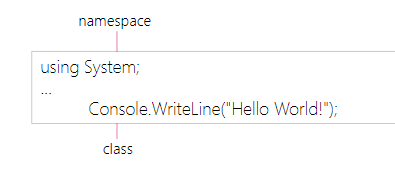 namespace
using System;
...
Console.WriteLine("Hello World!");
class